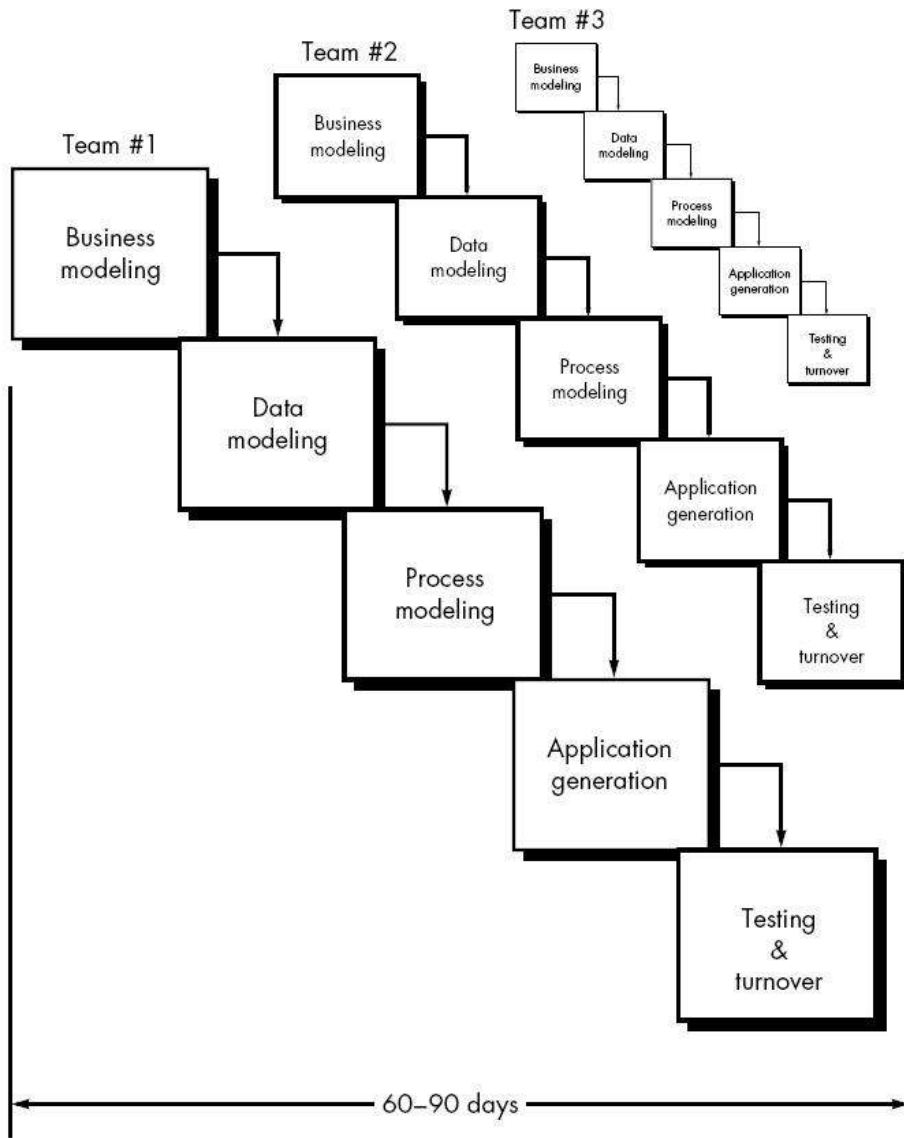 Team #1
Business
modeling
Data
modeling
Process
modeling
Application
generation
Testing
&
turnover
Team #2
Business
modeling
Data
modeling
Process
modeling
Application
generation
Testing
&
turnover
Team #3
Business
modeling
Data
modeling
Process
modeling
Application
generation
Testing
&
turnover
60–90 days